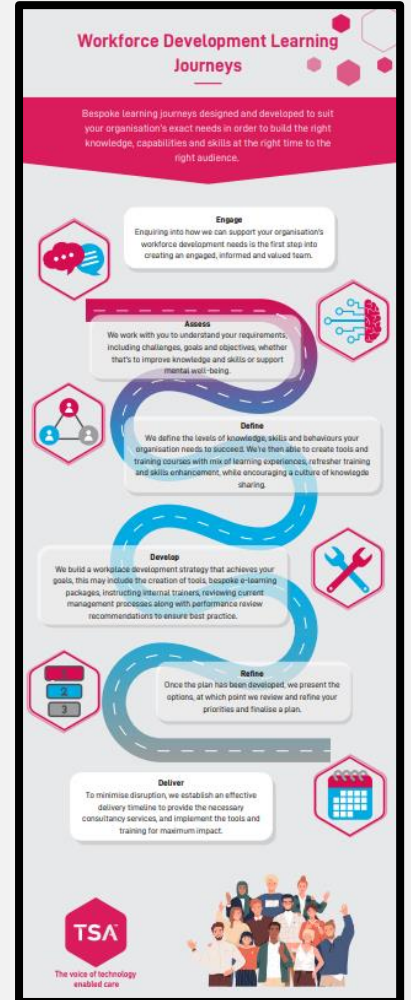 Workforce Development Learning
Journeys
Bespoke learning journeys designed and developed to suit
your organisation's exact needs in order to build the right
knowledge, capabilities and skills at the right time to the
right audience.
Engage
Enquiring into how we can support your organisation's
workforce development needs is the first step into
creating an engaged, informed and valued team.
Assess
We work with you to understand your requirements,
including challenges, goals and objectives, whether
that's to improve knowledge and skills or support
mental well-being.
Define
We define the levels of knowledge, skills and behaviours your
organisation needs to succeed. We're then able to create tools and
training courses with mix of learning experiences, refresher training
and skills enhancement, while encouraging a culture of knowlegde
sharing.
Develop
We build a workplace development strategy that achieves your
goals, this may include the creation of tools, bespoke e-learning
packages, instructing internal trainers, reviewing current
management processes along with performance review
recommendations to ensure best practice.
1
2
3
Refine
Once the plan has been developed, we present the
options, at which point we review and refine your
priorities and finalise a plan.
Deliver
To minimise disruption, we establish an effective
delivery timeline to provide the necessary
consultancy services, and implement the tools and
training for maximum impact.
TSA
The voice of technology
enabled care